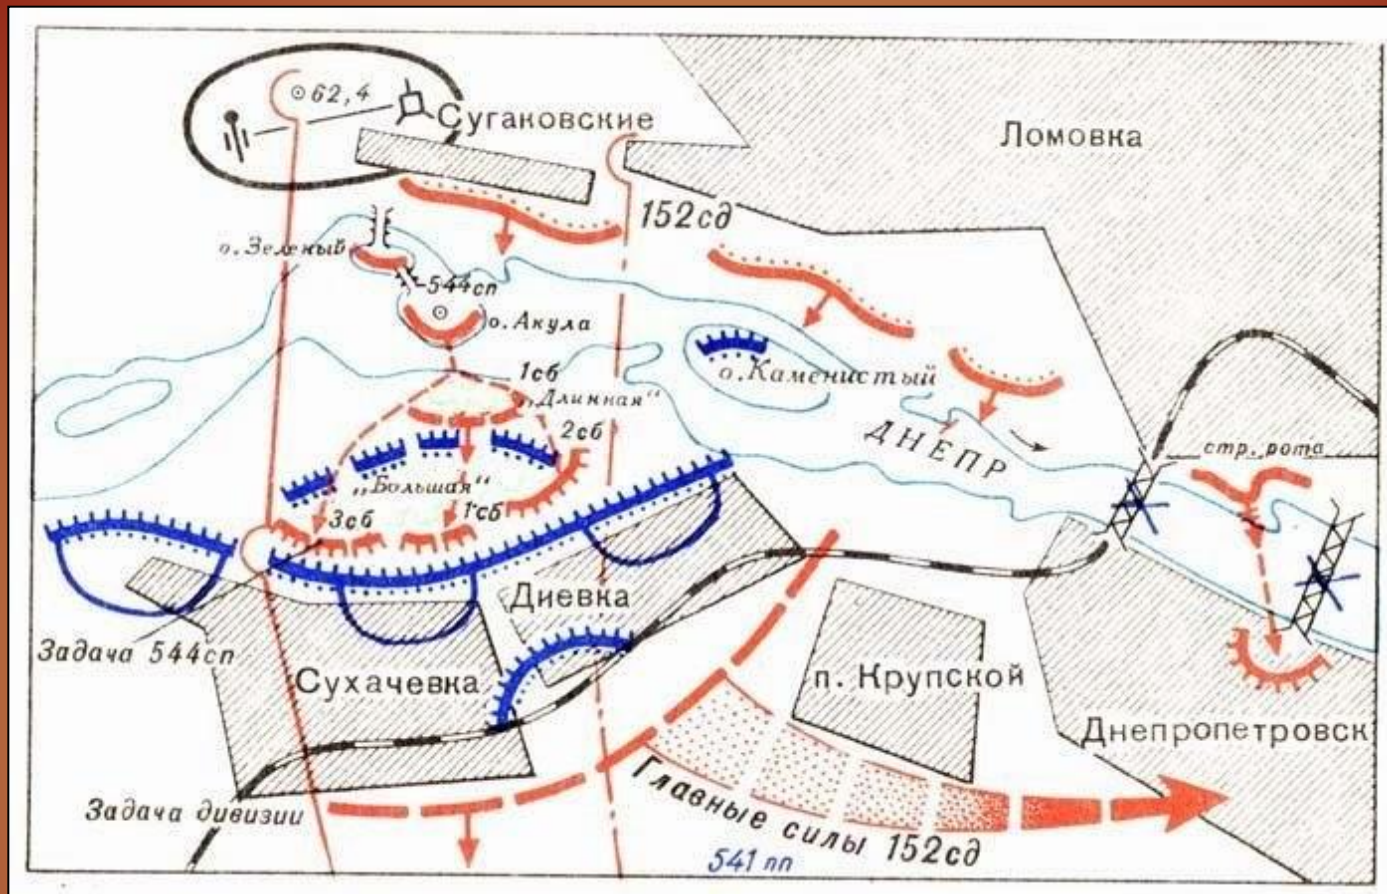 62,4
Сугаковские
Ломовка
152сд
о. Зеленый
544сп
о. Акула
1сб
„Длинная“
о. Каменистый
2сб
ДНЕПР
стр. рота
„Большая“
3сб
1сб
Диевка
Задача 544сп
Сухачевка
п. Крупской
Днепропетровск
Задача дивизии
Главные силы 152сд
541 пп